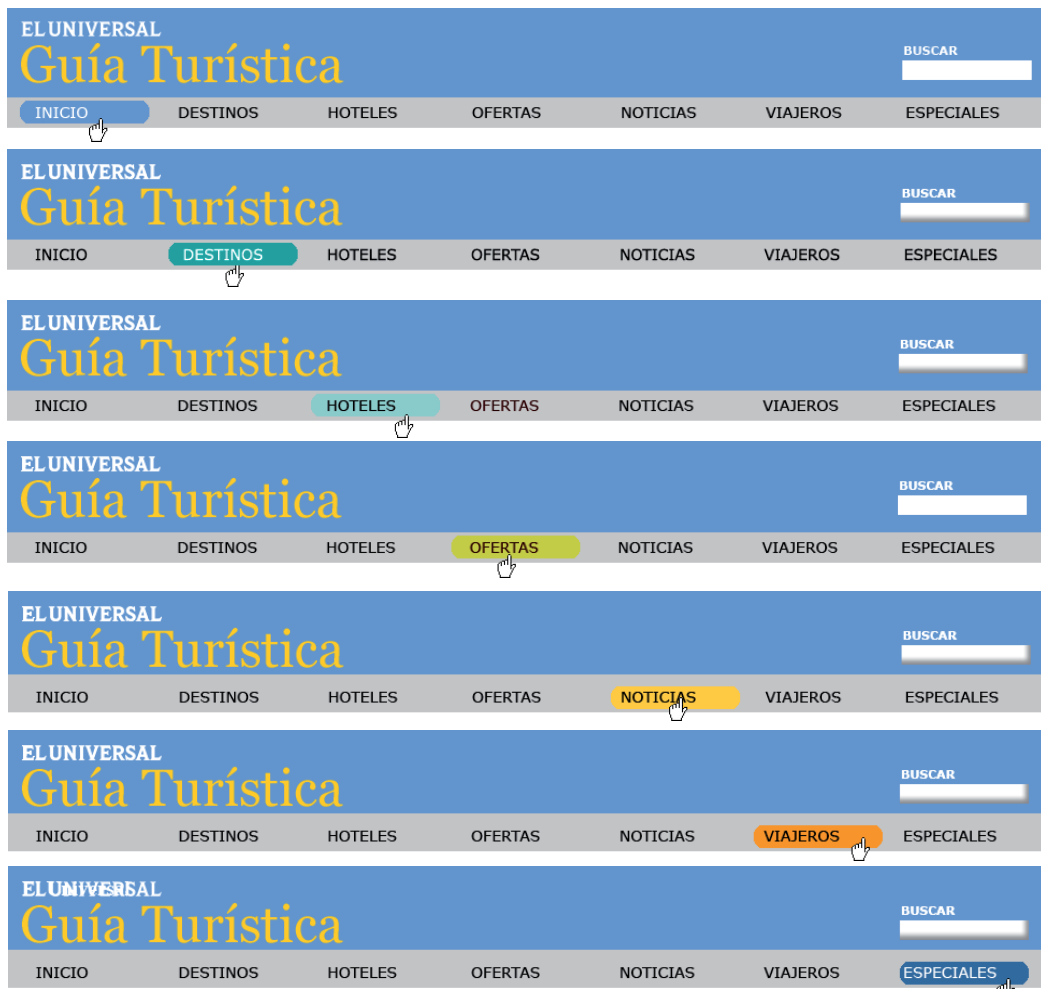 EL UNIVERSAL
Guía Turística
BUSCAR
INICIO DESTINOS HOTELES OFERTAS NOTICIAS VIAJEROS ESPECIALES
EL UNIVERSAL
Guía Turística
BUSCAR
INICIO DESTINOS HOTELES OFERTAS NOTICIAS VIAJEROS ESPECIALES
EL UNIVERSAL
Guía Turística
BUSCAR
INICIO DESTINOS HOTELES OFERTAS NOTICIAS VIAJEROS ESPECIALES
EL UNIVERSAL
Guía Turística
BUSCAR
INICIO DESTINOS HOTELES OFERTAS NOTICIAS VIAJEROS ESPECIALES
EL UNIVERSAL
Guía Turística
BUSCAR
INICIO DESTINOS HOTELES OFERTAS NOTICIAS VIAJEROS ESPECIALES
EL UNIVERSAL
Guía Turística
BUSCAR
INICIO DESTINOS HOTELES OFERTAS NOTICIAS VIAJEROS ESPECIALES
EL UNIVERSAL
Guía Turística
BUSCAR
INICIO DESTINOS HOTELES OFERTAS NOTICIAS VIAJEROS ESPECIALES